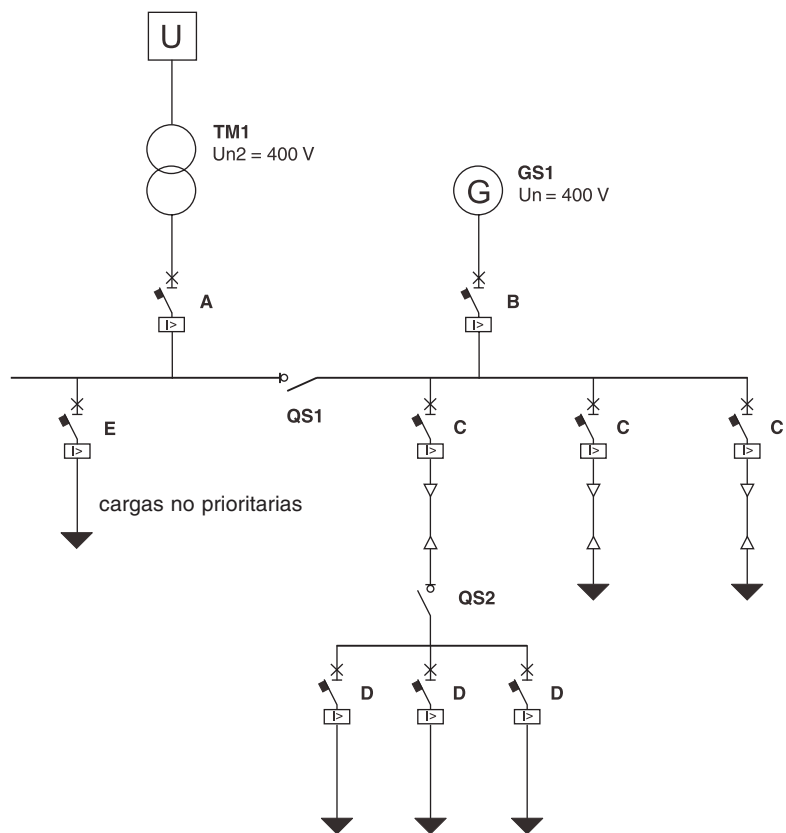 U
TM1
Un2 = 400 V
G
GS1
Un = 400 V
A
I>
B
I>
QS1
E
I>
C
I>
C
I>
C
I>
cargas no prioritarias
QS2
D
I>
D
I>
D
I>